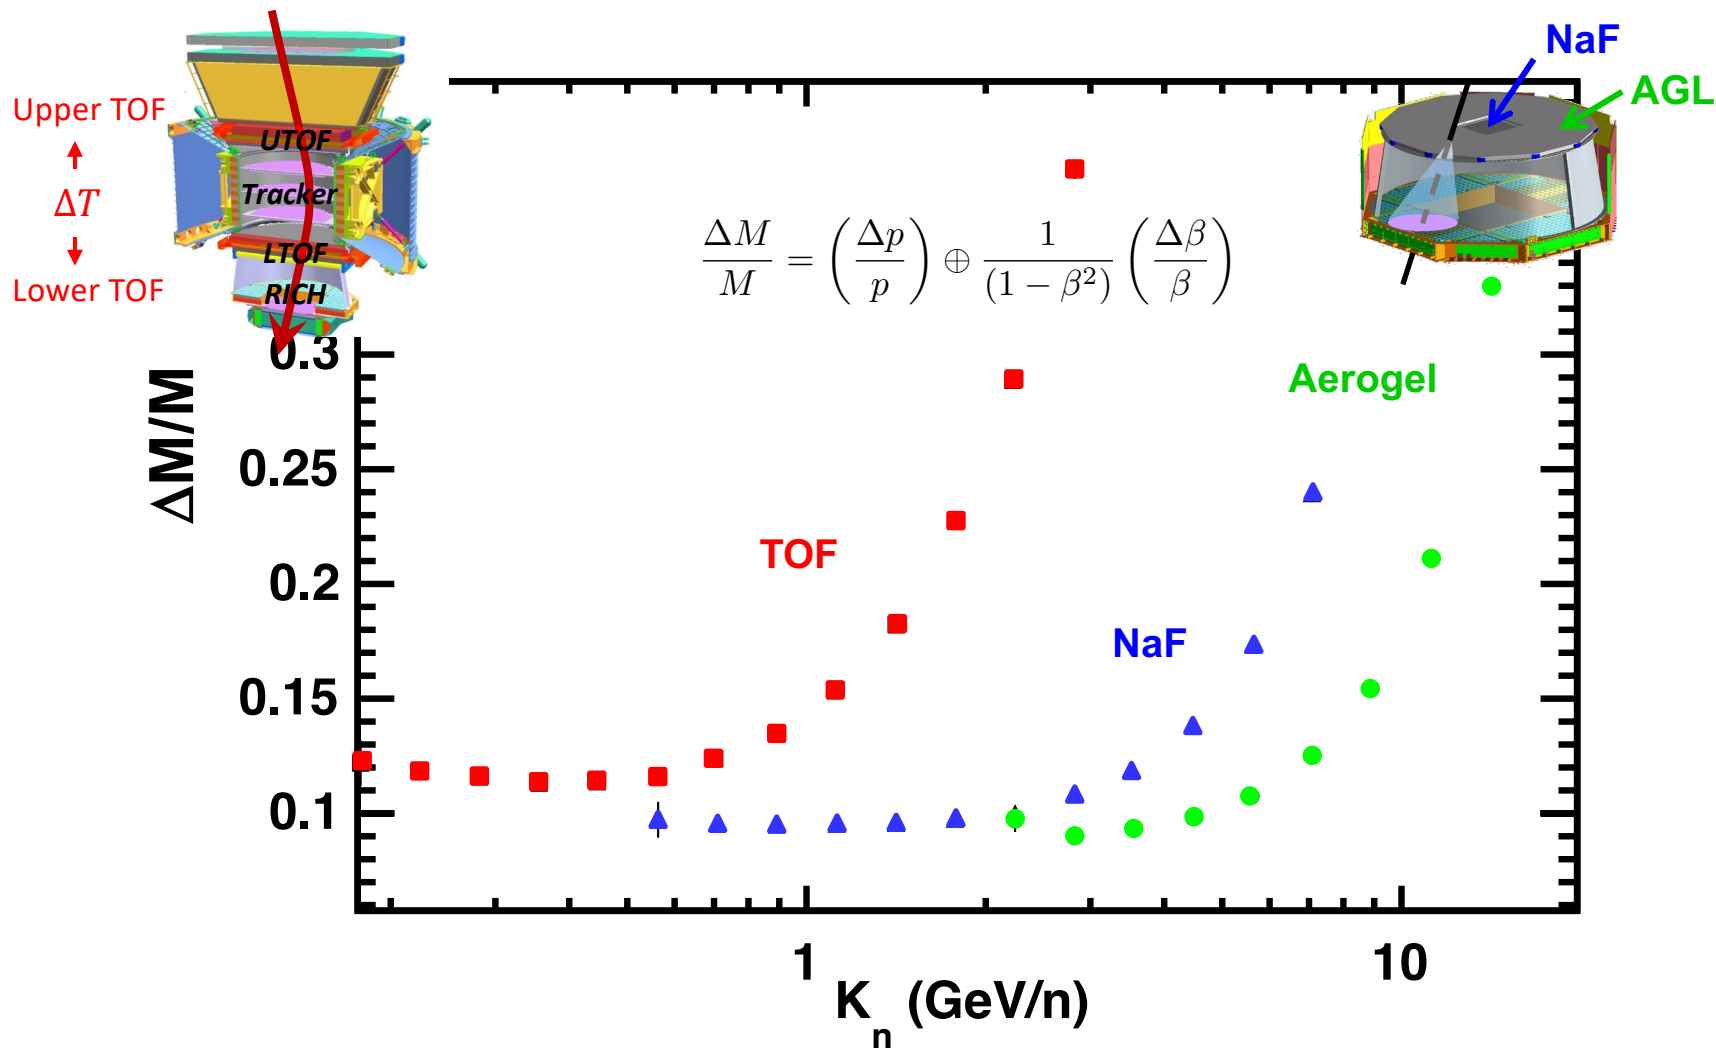 NaF
AGL
Upper TOF
ΔT
Lower TOF
UTOF
Tracker
LTOF
RICH
ΔM/M = (Δp/p) ⊕ 1/(1 − β²) (Δβ/β)
0.3
0.25
0.2
0.15
0.1
ΔM/M
Aerogel
TOF
NaF
1
10
Kₙ (GeV/n)